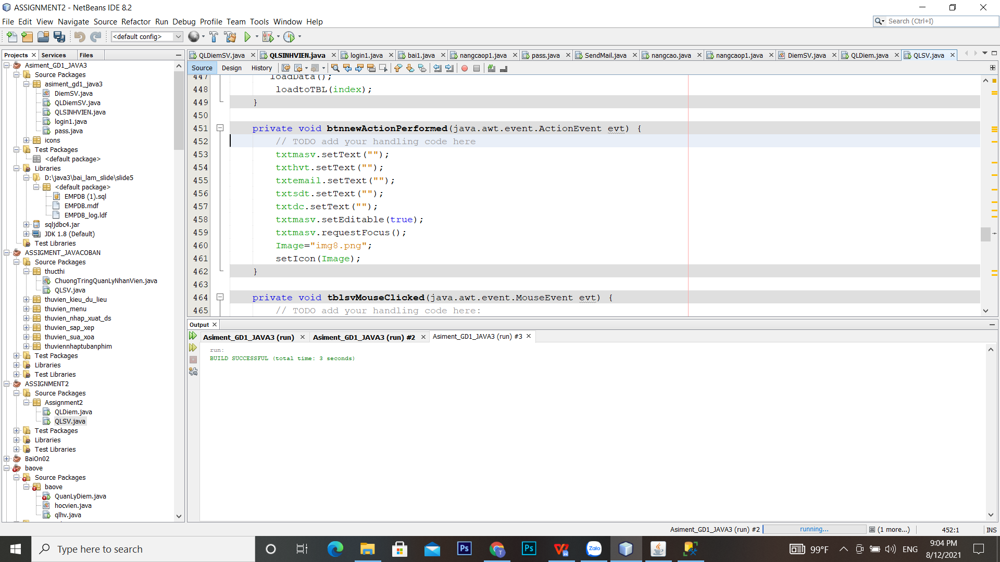 ASSIGNMENT2 - NetBeans IDE 8.2
File Edit View Navigate Source Refactor Run Debug Profile Team Tools Window Help
Search (Ctrl+I)
<default config>
Projects Services Files
QLDiemSV.java QLSINHVIEN.java login1.java bai1.java nangcaop1.java pass.java SendMail.java nangcao.java nangcaop1.java DiemSV.java QLDiem.java QLSV.java
Source Design History
Asiment_GD1_JAVA3
Source Packages
asiment_gd1_java3
DiemSV.java
QLDiemSV.java
QLSINHVIEN.java
login1.java
pass.java
icons
Test Packages
<default package>
Libraries
D:\java3\bai_lam_slide\slide5
<default package>
EMPDB (1).sql
EMPDB.mdf
EMPDB_log.ldf
sqljdbc4.jar
JDK 1.8 (Default)
Test Libraries
ASSIGMENT_JAVACOBAN
Source Packages
thucthi
ChuongTringQuanLyNhanVien.java
QLSV.java
thuvien_kieu_du_lieu
thuvien_menu
thuvien_nhap_xuat_ds
thuvien_sap_xep
thuvien_sua_xoa
thuviennhaptubanphim
Test Packages
Libraries
Test Libraries
ASSIGNMENT2
Source Packages
Assignment2
QLDiem.java
QLSV.java
Test Packages
Libraries
Test Libraries
BaiOn02
baove
Source Packages
baove
QuanLyDiem.java
hocvien.java
qlhv.java
447 loadData();
448 loadtoTBL(index);
449 }
450
451 private void btnnewActionPerformed(java.awt.event.ActionEvent evt) {
452 // TODO add your handling code here
453 txtmasv.setText("");
454 txthvt.setText("");
455 txtemail.setText("");
456 txtsdt.setText("");
457 txtdc.setText("");
458 txtmasv.setEditable(true);
459 txtmasv.requestFocus();
460 Image="img8.png";
461 setIcon(Image);
462 }
463
464 private void tblsvMouseClicked(java.awt.event.MouseEvent evt) {
465 // TODO add your handling code here:
Output
Asiment_GD1_JAVA3 (run) Asiment_GD1_JAVA3 (run) #2 Asiment_GD1_JAVA3 (run) #3
run:
BUILD SUCCESSFUL (total time: 3 seconds)
Asiment_GD1_JAVA3 (run) #2 running... (1 more...) 452:1 INS
Type here to search
Ps
Ps
Zalo
99°F ENG
9:04 PM
8/12/2021